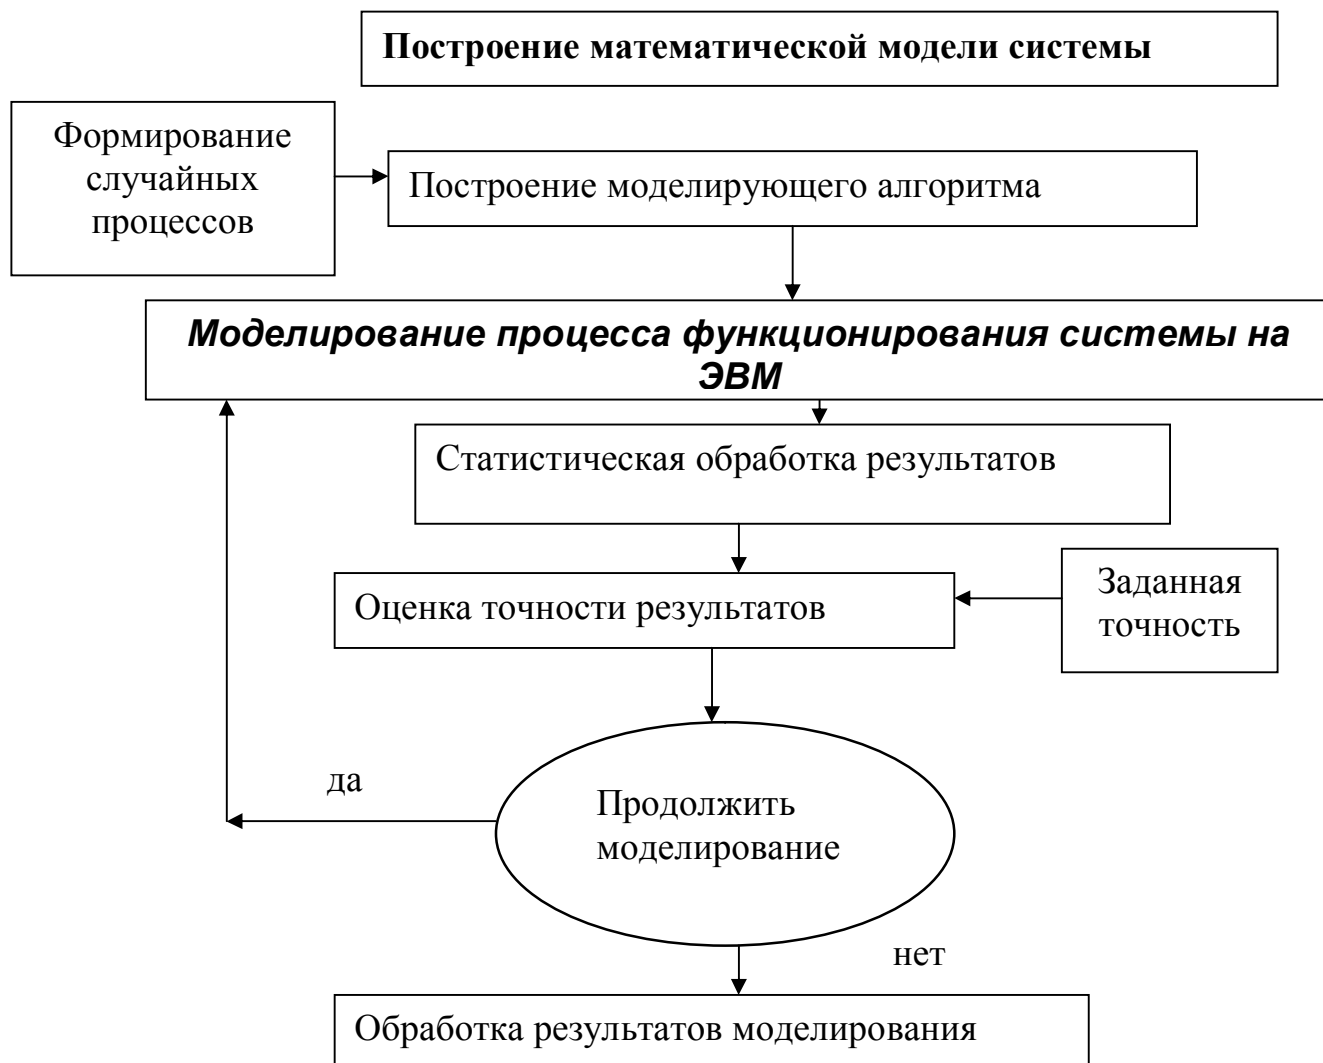 Построение математической модели системы
Формирование
случайных
процессов
Построение моделирующего алгоритма
Моделирование процесса функционирования системы на
ЭВМ
Статистическая обработка результатов
Оценка точности результатов
Заданная
точность
да
Продолжить
моделирование
нет
Обработка результатов моделирования